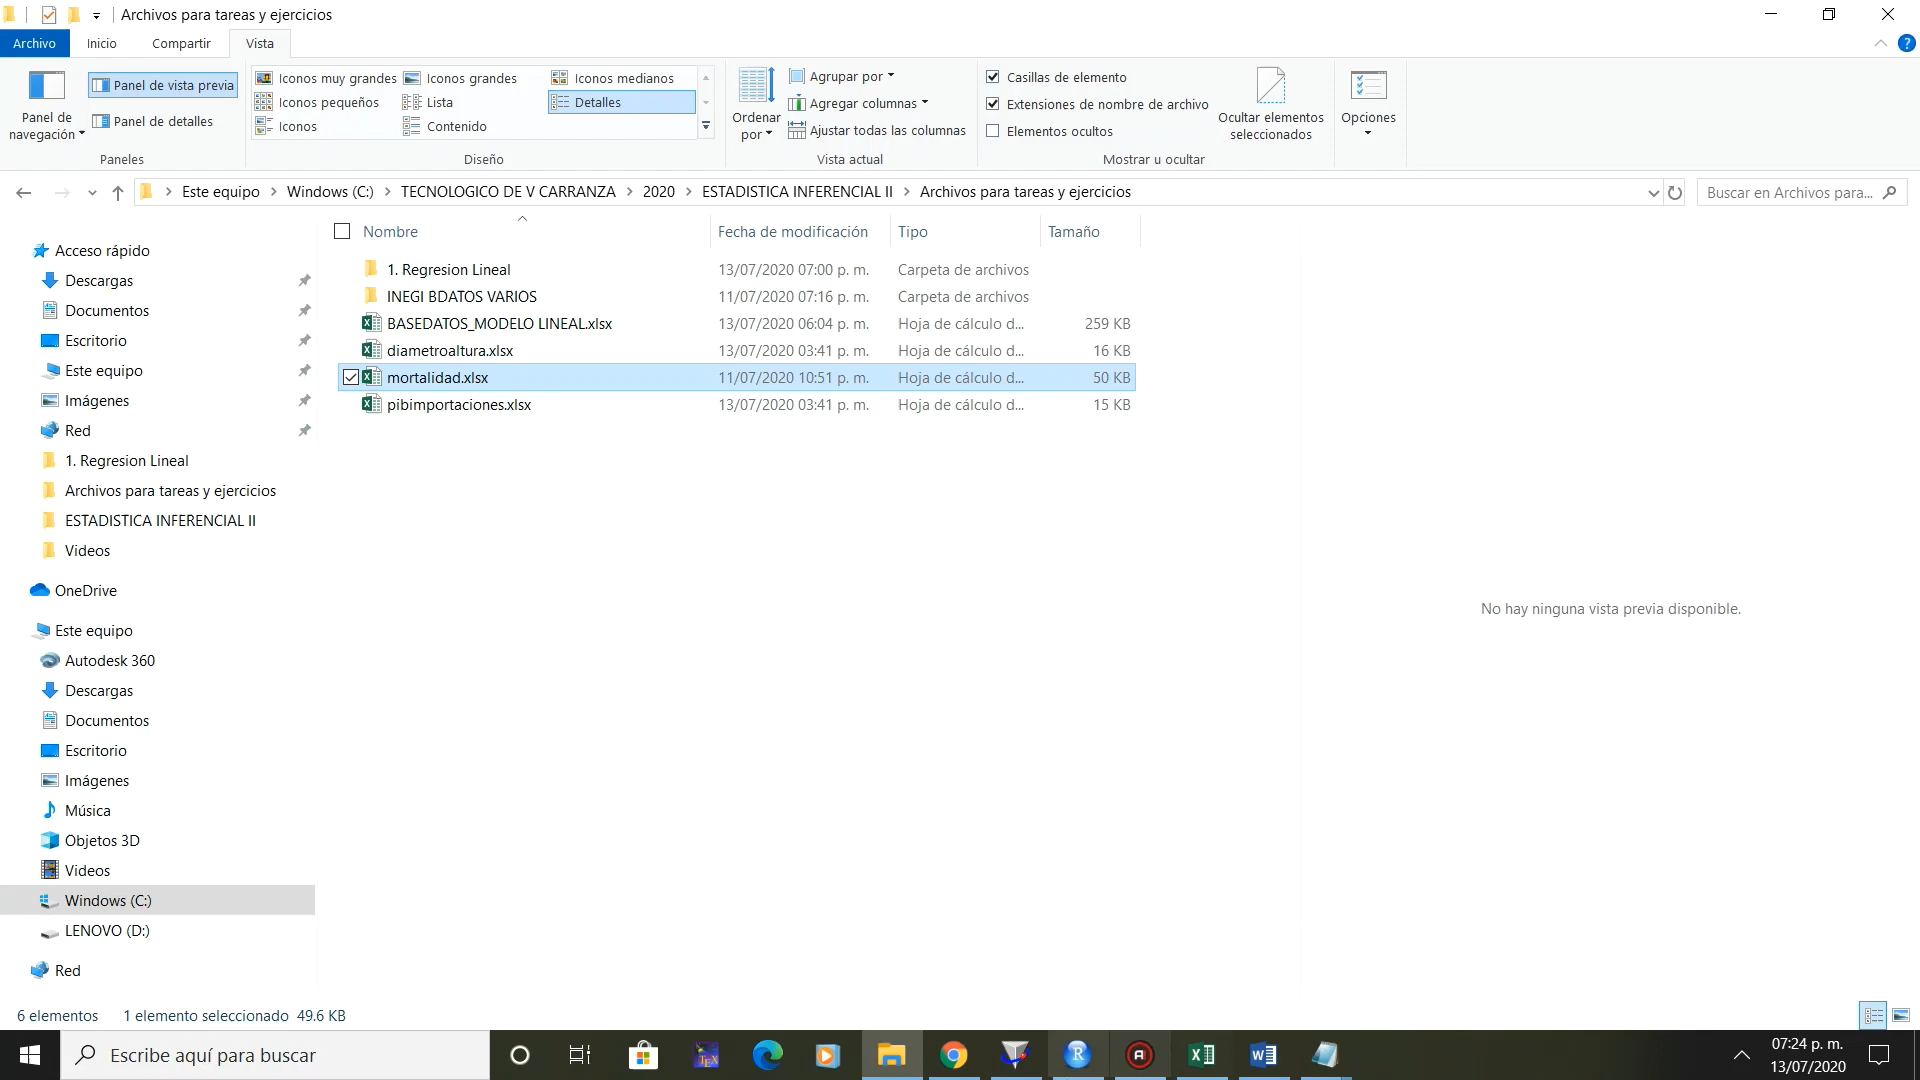 Archivos para tareas y ejercicios
Archivo Inicio Compartir Vista
Panel de navegación
Panel de vista previa
Panel de detalles
Paneles
Iconos muy grandes Iconos grandes Iconos medianos
Iconos pequeños Lista Detalles
Iconos Contenido
Diseño
Ordenar por
Agrupar por
Agregar columnas
Ajustar todas las columnas
Vista actual
Casillas de elemento
Extensiones de nombre de archivo
Elementos ocultos
Ocultar elementos seleccionados
Mostrar u ocultar
Opciones
Este equipo > Windows (C:) > TECNOLOGICO DE V CARRANZA > 2020 > ESTADISTICA INFERENCIAL II > Archivos para tareas y ejercicios
Buscar en Archivos para...
Acceso rápido
Descargas
Documentos
Escritorio
Este equipo
Imágenes
Red
1. Regresion Lineal
Archivos para tareas y ejercicios
ESTADISTICA INFERENCIAL II
Videos
OneDrive
Este equipo
Autodesk 360
Descargas
Documentos
Escritorio
Imágenes
Música
Objetos 3D
Videos
Windows (C:)
LENOVO (D:)
Red
Nombre Fecha de modificación Tipo Tamaño
1. Regresion Lineal 13/07/2020 07:00 p. m. Carpeta de archivos
INEGI BDATOS VARIOS 11/07/2020 07:16 p. m. Carpeta de archivos
BASEDATOS_MODELO LINEAL.xlsx 13/07/2020 06:04 p. m. Hoja de cálculo d... 259 KB
diametroaltura.xlsx 13/07/2020 03:41 p. m. Hoja de cálculo d... 16 KB
mortalidad.xlsx 11/07/2020 10:51 p. m. Hoja de cálculo d... 50 KB
pibimportaciones.xlsx 13/07/2020 03:41 p. m. Hoja de cálculo d... 15 KB
No hay ninguna vista previa disponible.
6 elementos 1 elemento seleccionado 49.6 KB
Escribe aquí para buscar
07:24 p. m.
13/07/2020